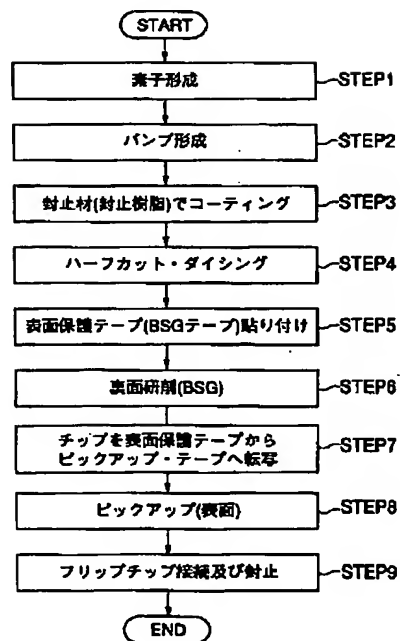 START
素子形成
STEP1
バンプ形成
STEP2
封止材(封止樹脂)でコーティング
STEP3
ハーフカット・ダイシング
STEP4
表面保護テープ(BSGテープ)貼り付け
STEP5
裏面研削(BSG)
STEP6
チップを表面保護テープから
ピックアップ・テープへ転写
STEP7
ピックアップ(表面)
STEP8
フリップチップ接続及び封止
STEP9
END